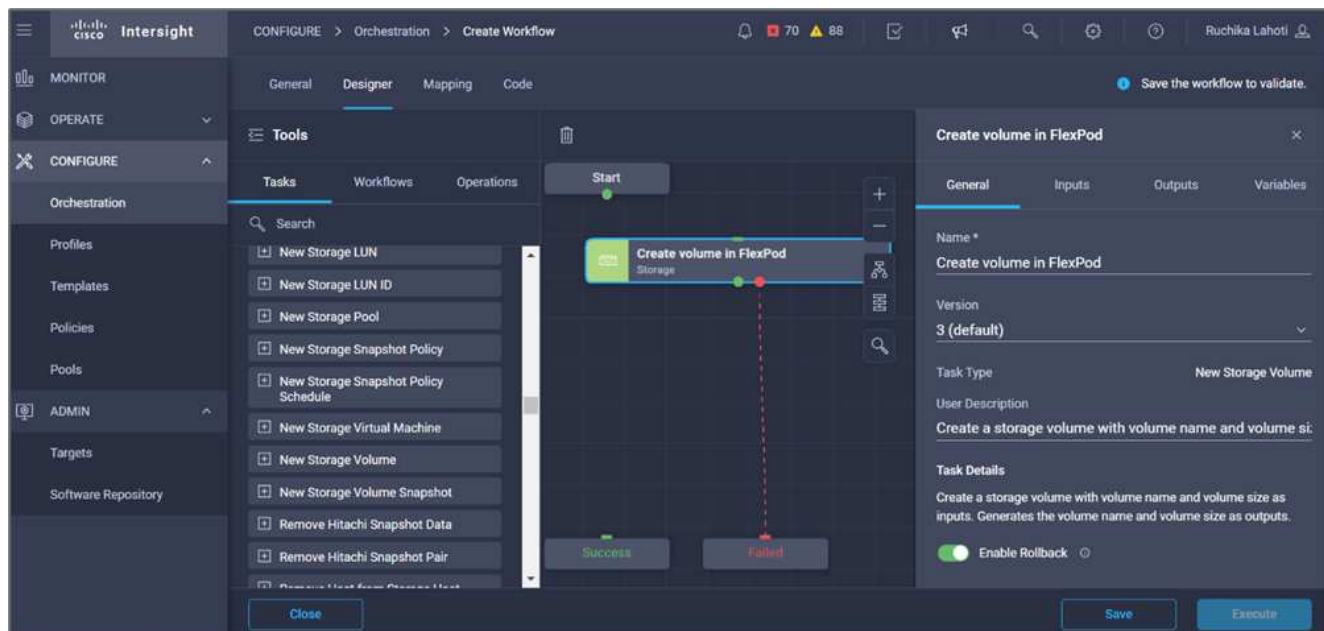 cisco Intersight
CONFIGURE > Orchestration > Create Workflow
70 88
Ruchika Lahoti
MONITOR
OPERATE
CONFIGURE
Orchestration
Profiles
Templates
Policies
Pools
ADMIN
Targets
Software Repository
General Designer Mapping Code
Save the workflow to validate.
Tools
Tasks Workflows Operations
Search
New Storage LUN
New Storage LUN ID
New Storage Pool
New Storage Snapshot Policy
New Storage Snapshot Policy
Schedule
New Storage Virtual Machine
New Storage Volume
New Storage Volume Snapshot
Remove Hitachi Snapshot Data
Remove Hitachi Snapshot Pair
Start
Create volume in FlexPod
Storage
Success
Failed
Create volume in FlexPod
General Inputs Outputs Variables
Name *
Create volume in FlexPod
Version
3 (default)
Task Type New Storage Volume
User Description
Create a storage volume with volume name and volume si
Task Details
Create a storage volume with volume name and volume size as
inputs. Generates the volume name and volume size as outputs.
Enable Rollback
Close
Save
Execute